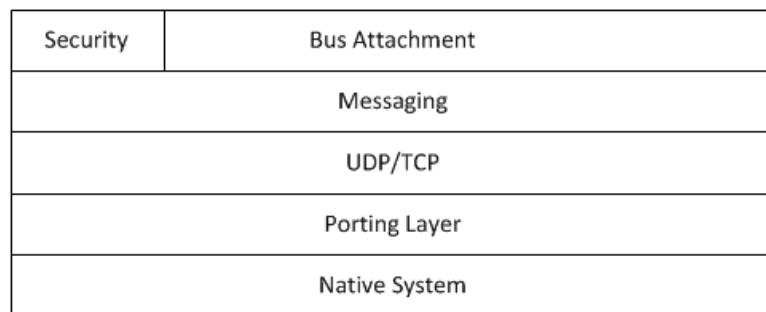 Security Bus Attachment
Messaging
UDP/TCP
Porting Layer
Native System